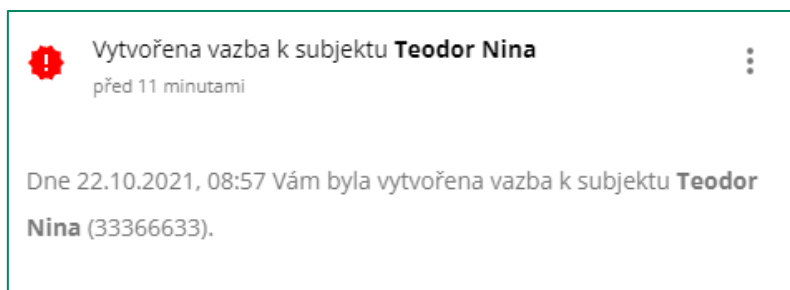 Vytvořena vazba k subjektu Teodor Nina
před 11 minutami
Dne 22.10.2021, 08:57 Vám byla vytvořena vazba k subjektu Teodor
Nina (33366633).